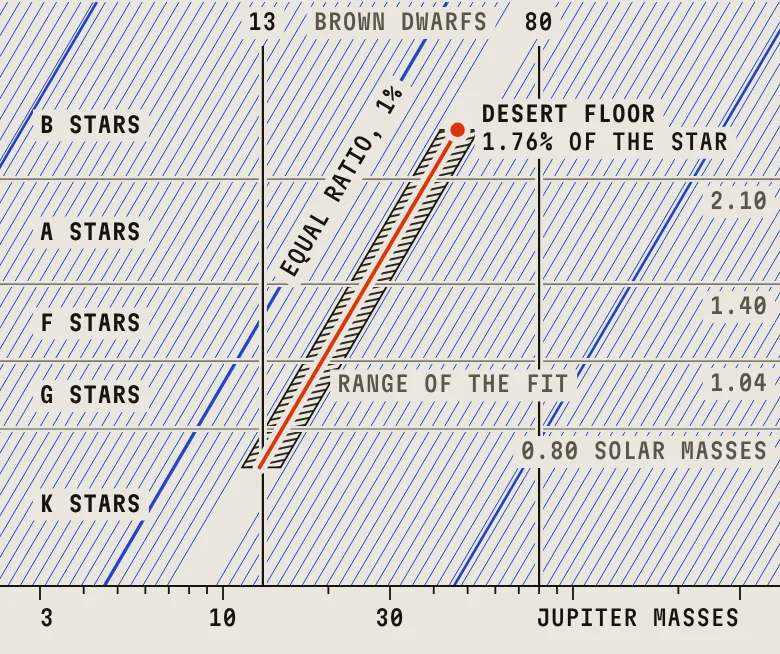 13 BROWN DWARFS 80
EQUAL RATIO, 1%
DESERT FLOOR
1.76% OF THE STAR
B STARS
2.10
A STARS
1.40
F STARS
RANGE OF THE FIT
1.04
G STARS
0.80 SOLAR MASSES
K STARS
3 10 30 JUPITER MASSES